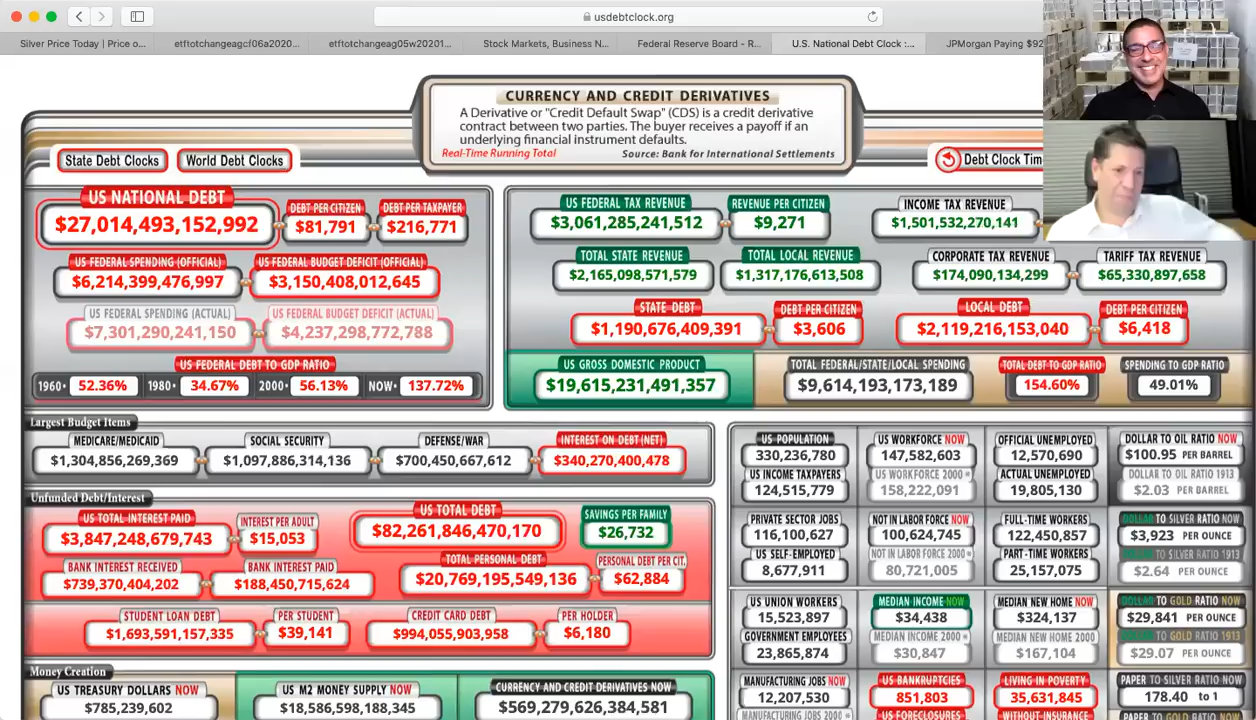 usdebtclock.org
Silver Price Today | Price o...
etftotchangeagcf06a2020...
etftotchangeag05w20201...
Stock Markets, Business N...
Federal Reserve Board - R...
U.S. National Debt Clock :...
JPMorgan Paying $92
CURRENCY AND CREDIT DERIVATIVES
A Derivative or "Credit Default Swap" (CDS) is a credit derivative
contract between two parties. The buyer receives a payoff if an
underlying financial instrument defaults.
Real-Time Running Total Source: Bank for International Settlements
State Debt Clocks
World Debt Clocks
Debt Clock Tim
US NATIONAL DEBT
$27,014,493,152,992
DEBT PER CITIZEN
$81,791
DEBT PER TAXPAYER
$216,771
US FEDERAL SPENDING (OFFICIAL)
$6,214,399,476,997
US FEDERAL BUDGET DEFICIT (OFFICIAL)
$3,150,408,012,645
US FEDERAL SPENDING (ACTUAL)
$7,301,290,241,150
US FEDERAL BUDGET DEFICIT (ACTUAL)
$4,237,298,772,788
US FEDERAL DEBT TO GDP RATIO
1960• 52.36% 1980• 34.67% 2000• 56.13% NOW• 137.72%
US FEDERAL TAX REVENUE
$3,061,285,241,512
REVENUE PER CITIZEN
$9,271
INCOME TAX REVENUE
$1,501,532,270,141
TOTAL STATE REVENUE
$2,165,098,571,579
TOTAL LOCAL REVENUE
$1,317,176,613,508
CORPORATE TAX REVENUE
$174,090,134,299
TARIFF TAX REVENUE
$65,330,897,658
STATE DEBT
$1,190,676,409,391
DEBT PER CITIZEN
$3,606
LOCAL DEBT
$2,119,216,153,040
DEBT PER CITIZEN
$6,418
US GROSS DOMESTIC PRODUCT
$19,615,231,491,357
TOTAL FEDERAL/STATE/LOCAL SPENDING
$9,614,193,173,189
TOTAL DEBT TO GDP RATIO
154.60%
SPENDING TO GDP RATIO
49.01%
Largest Budget Items
MEDICARE/MEDICAID
$1,304,856,269,369
SOCIAL SECURITY
$1,097,886,314,136
DEFENSE/WAR
$700,450,667,612
INTEREST ON DEBT (NET)
$340,270,400,478
Unfunded Debt/Interest
US TOTAL INTEREST PAID
$3,847,248,679,743
INTEREST PER ADULT
$15,053
US TOTAL DEBT
$82,261,846,470,170
SAVINGS PER FAMILY
$26,732
BANK INTEREST RECEIVED
$739,370,404,202
BANK INTEREST PAID
$188,450,715,624
TOTAL PERSONAL DEBT
$20,769,195,549,136
PERSONAL DEBT PER CIT.
$62,884
STUDENT LOAN DEBT
$1,693,591,157,335
PER STUDENT
$39,141
CREDIT CARD DEBT
$994,055,903,958
PER HOLDER
$6,180
Money Creation
US TREASURY DOLLARS NOW
$785,239,602
US M2 MONEY SUPPLY NOW
$18,586,598,188,345
CURRENCY AND CREDIT DERIVATIVES NOW
$569,279,626,384,581
US POPULATION
330,236,780
US INCOME TAXPAYERS
124,515,779
US WORKFORCE NOW
147,582,603
US WORKFORCE 2000
158,222,091
OFFICIAL UNEMPLOYED
12,570,690
ACTUAL UNEMPLOYED
19,805,130
DOLLAR TO OIL RATIO NOW
$100.95 PER BARREL
DOLLAR TO OIL RATIO 1913
$2.03 PER BARREL
PRIVATE SECTOR JOBS
116,100,627
US SELF-EMPLOYED
8,677,911
NOT IN LABOR FORCE NOW
100,624,745
NOT IN LABOR FORCE 2000
80,721,005
FULL-TIME WORKERS
122,450,857
PART-TIME WORKERS
25,157,075
DOLLAR TO SILVER RATIO NOW
$3,923 PER OUNCE
DOLLAR TO SILVER RATIO 1913
$2.64 PER OUNCE
US UNION WORKERS
15,523,897
GOVERNMENT EMPLOYEES
23,865,874
MEDIAN INCOME NOW
$34,438
MEDIAN INCOME 2000
$30,847
MEDIAN NEW HOME NOW
$324,137
MEDIAN NEW HOME 2000
$167,104
DOLLAR TO GOLD RATIO NOW
$29,841 PER OUNCE
DOLLAR TO GOLD RATIO 1913
$29.07 PER OUNCE
MANUFACTURING JOBS NOW
12,207,530
MANUFACTURING JOBS 2000
US BANKRUPTCIES
851,803
US FORECLOSURES
LIVING IN POVERTY
35,631,845
WITHOUT INSURANCE
PAPER TO SILVER RATIO
178.40 to 1
PAPER TO GOLD RATIO